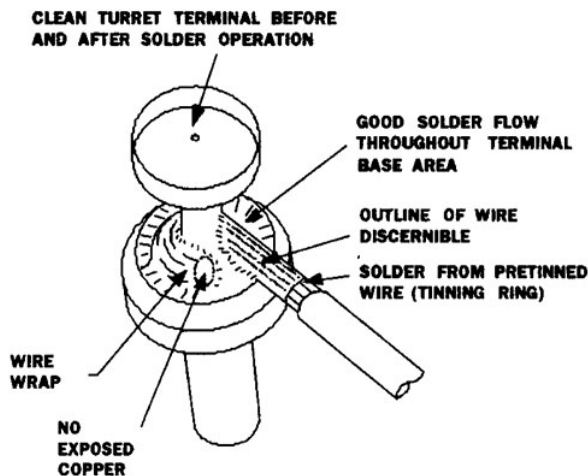 CLEAN TURRET TERMINAL BEFORE
AND AFTER SOLDER OPERATION
GOOD SOLDER FLOW
THROUGHOUT TERMINAL
BASE AREA
OUTLINE OF WIRE
DISCERNIBLE
SOLDER FROM PRETINNED
WIRE (TINNING RING)
WIRE
WRAP
NO
EXPOSED
COPPER